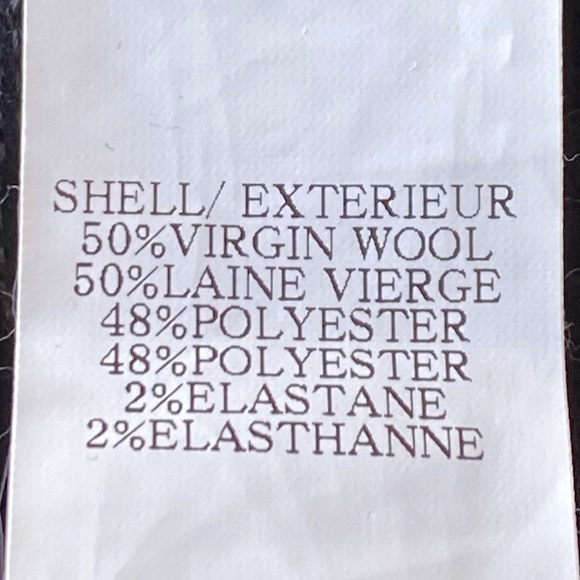 SHELL/ EXTERIEUR
50%VIRGIN WOOL
50%LAINE VIERGE
48%POLYESTER
48%POLYESTER
2%ELASTANE
2%ELASTHANNE